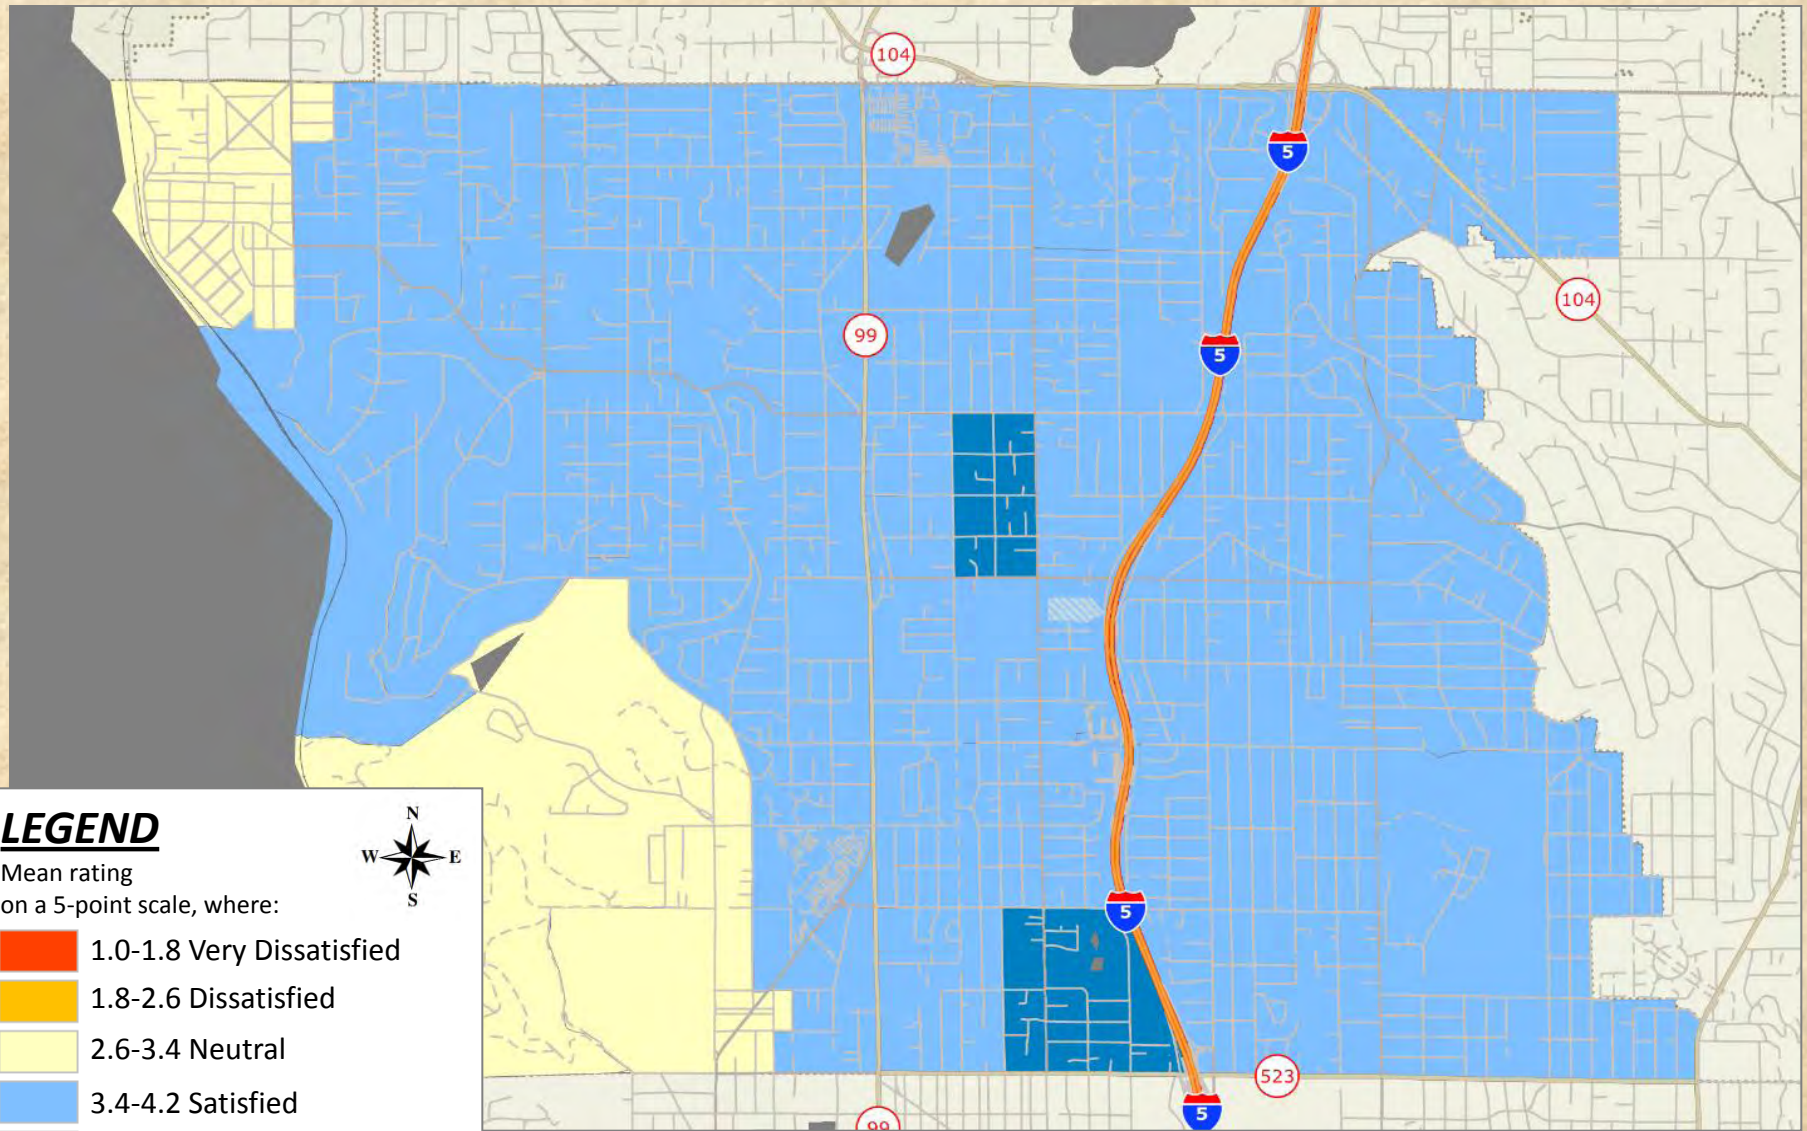 104
5
104
99
5
5
523
5
99
LEGEND
N
W E
S
Mean rating
on a 5-point scale, where:
1.0-1.8 Very Dissatisfied
1.8-2.6 Dissatisfied
2.6-3.4 Neutral
3.4-4.2 Satisfied